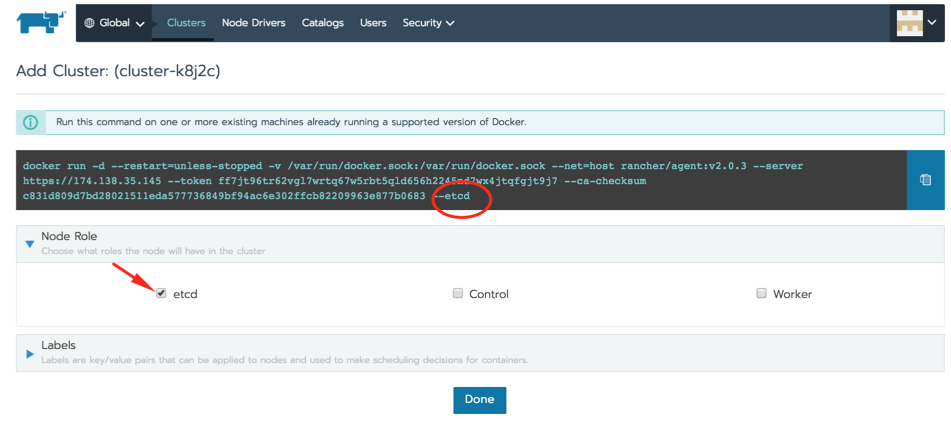 Global Clusters Node Drivers Catalogs Users Security
Add Cluster: (cluster-k8j2c)
Run this command on one or more existing machines already running a supported version of Docker.
docker run -d --restart=unless-stopped -v /var/run/docker.sock:/var/run/docker.sock --net=host rancher/agent:v2.0.3 --server
https://174.138.35.145 --token ff7jt96tr62vgl7wrtq67w5rbt5qld656h2245nd7wx4jtqfgjt9j7 --ca-checksum
c831d809d7bd28021511eda577736849bf94ac6e302ffcb82209963e877b0683 --etcd
Node Role
Choose what roles the node will have in the cluster
etcd Control Worker
Labels
Labels are key/value pairs that can be applied to nodes and used to make scheduling decisions for containers.
Done